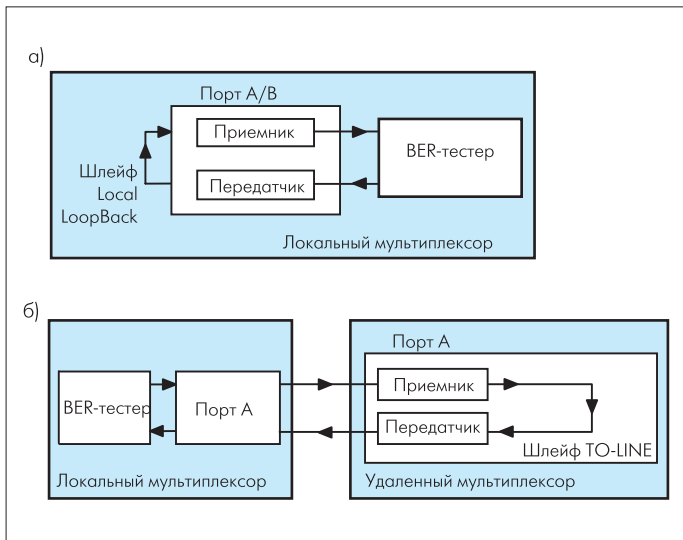 а)
Порт А/В
Приемник
BER-тестер
Шлейф
Local
LoopBack
Передатчик
Локальный мультиплексор
б)
Порт А
BER-тестер
Порт А
Приемник
Передатчик
Шлейф TO-LINE
Локальный мультиплексор
Удаленный мультиплексор